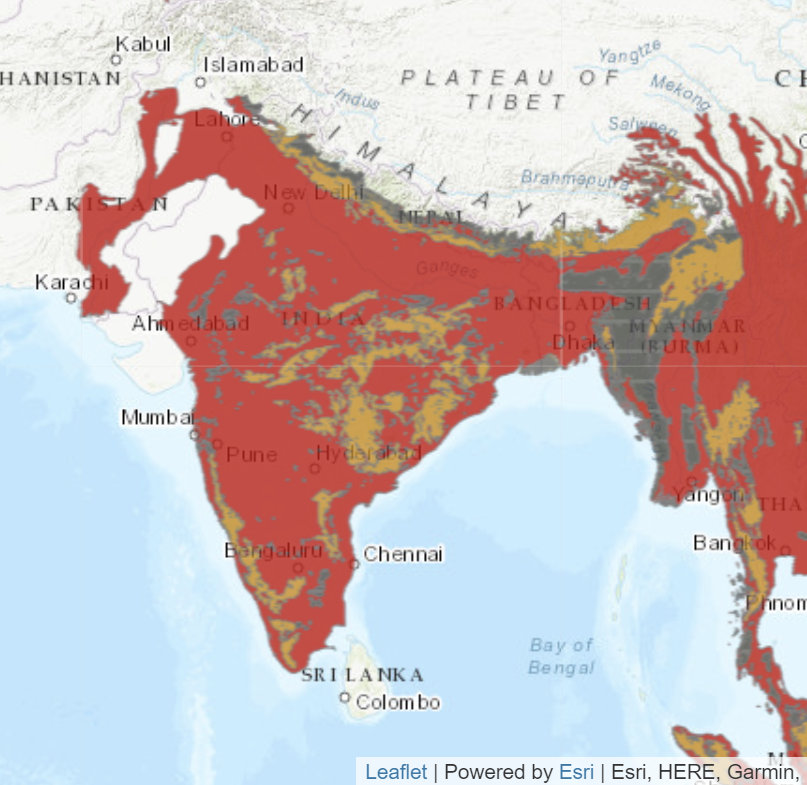 Kabul
Islamabad
HANISTAN
PLATEAU OF
TIBET
Yangtze
Mekong
Salween
Indus
Lahore
HIMALAYA
Brahmaputra
PAKISTAN
New Delhi
NEPAL
Ganges
Karachi
BANGLADESH
Ahmedabad
INDIA
Dhaka
MYANMAR
(BURMA)
Mumbai
Pune
Hyderabad
Yangon
THA
Bengaluru
Chennai
Bangkok
Phnom
Bay of
Bengal
SRI LANKA
Colombo
Leaflet | Powered by Esri | Esri, HERE, Garmin,